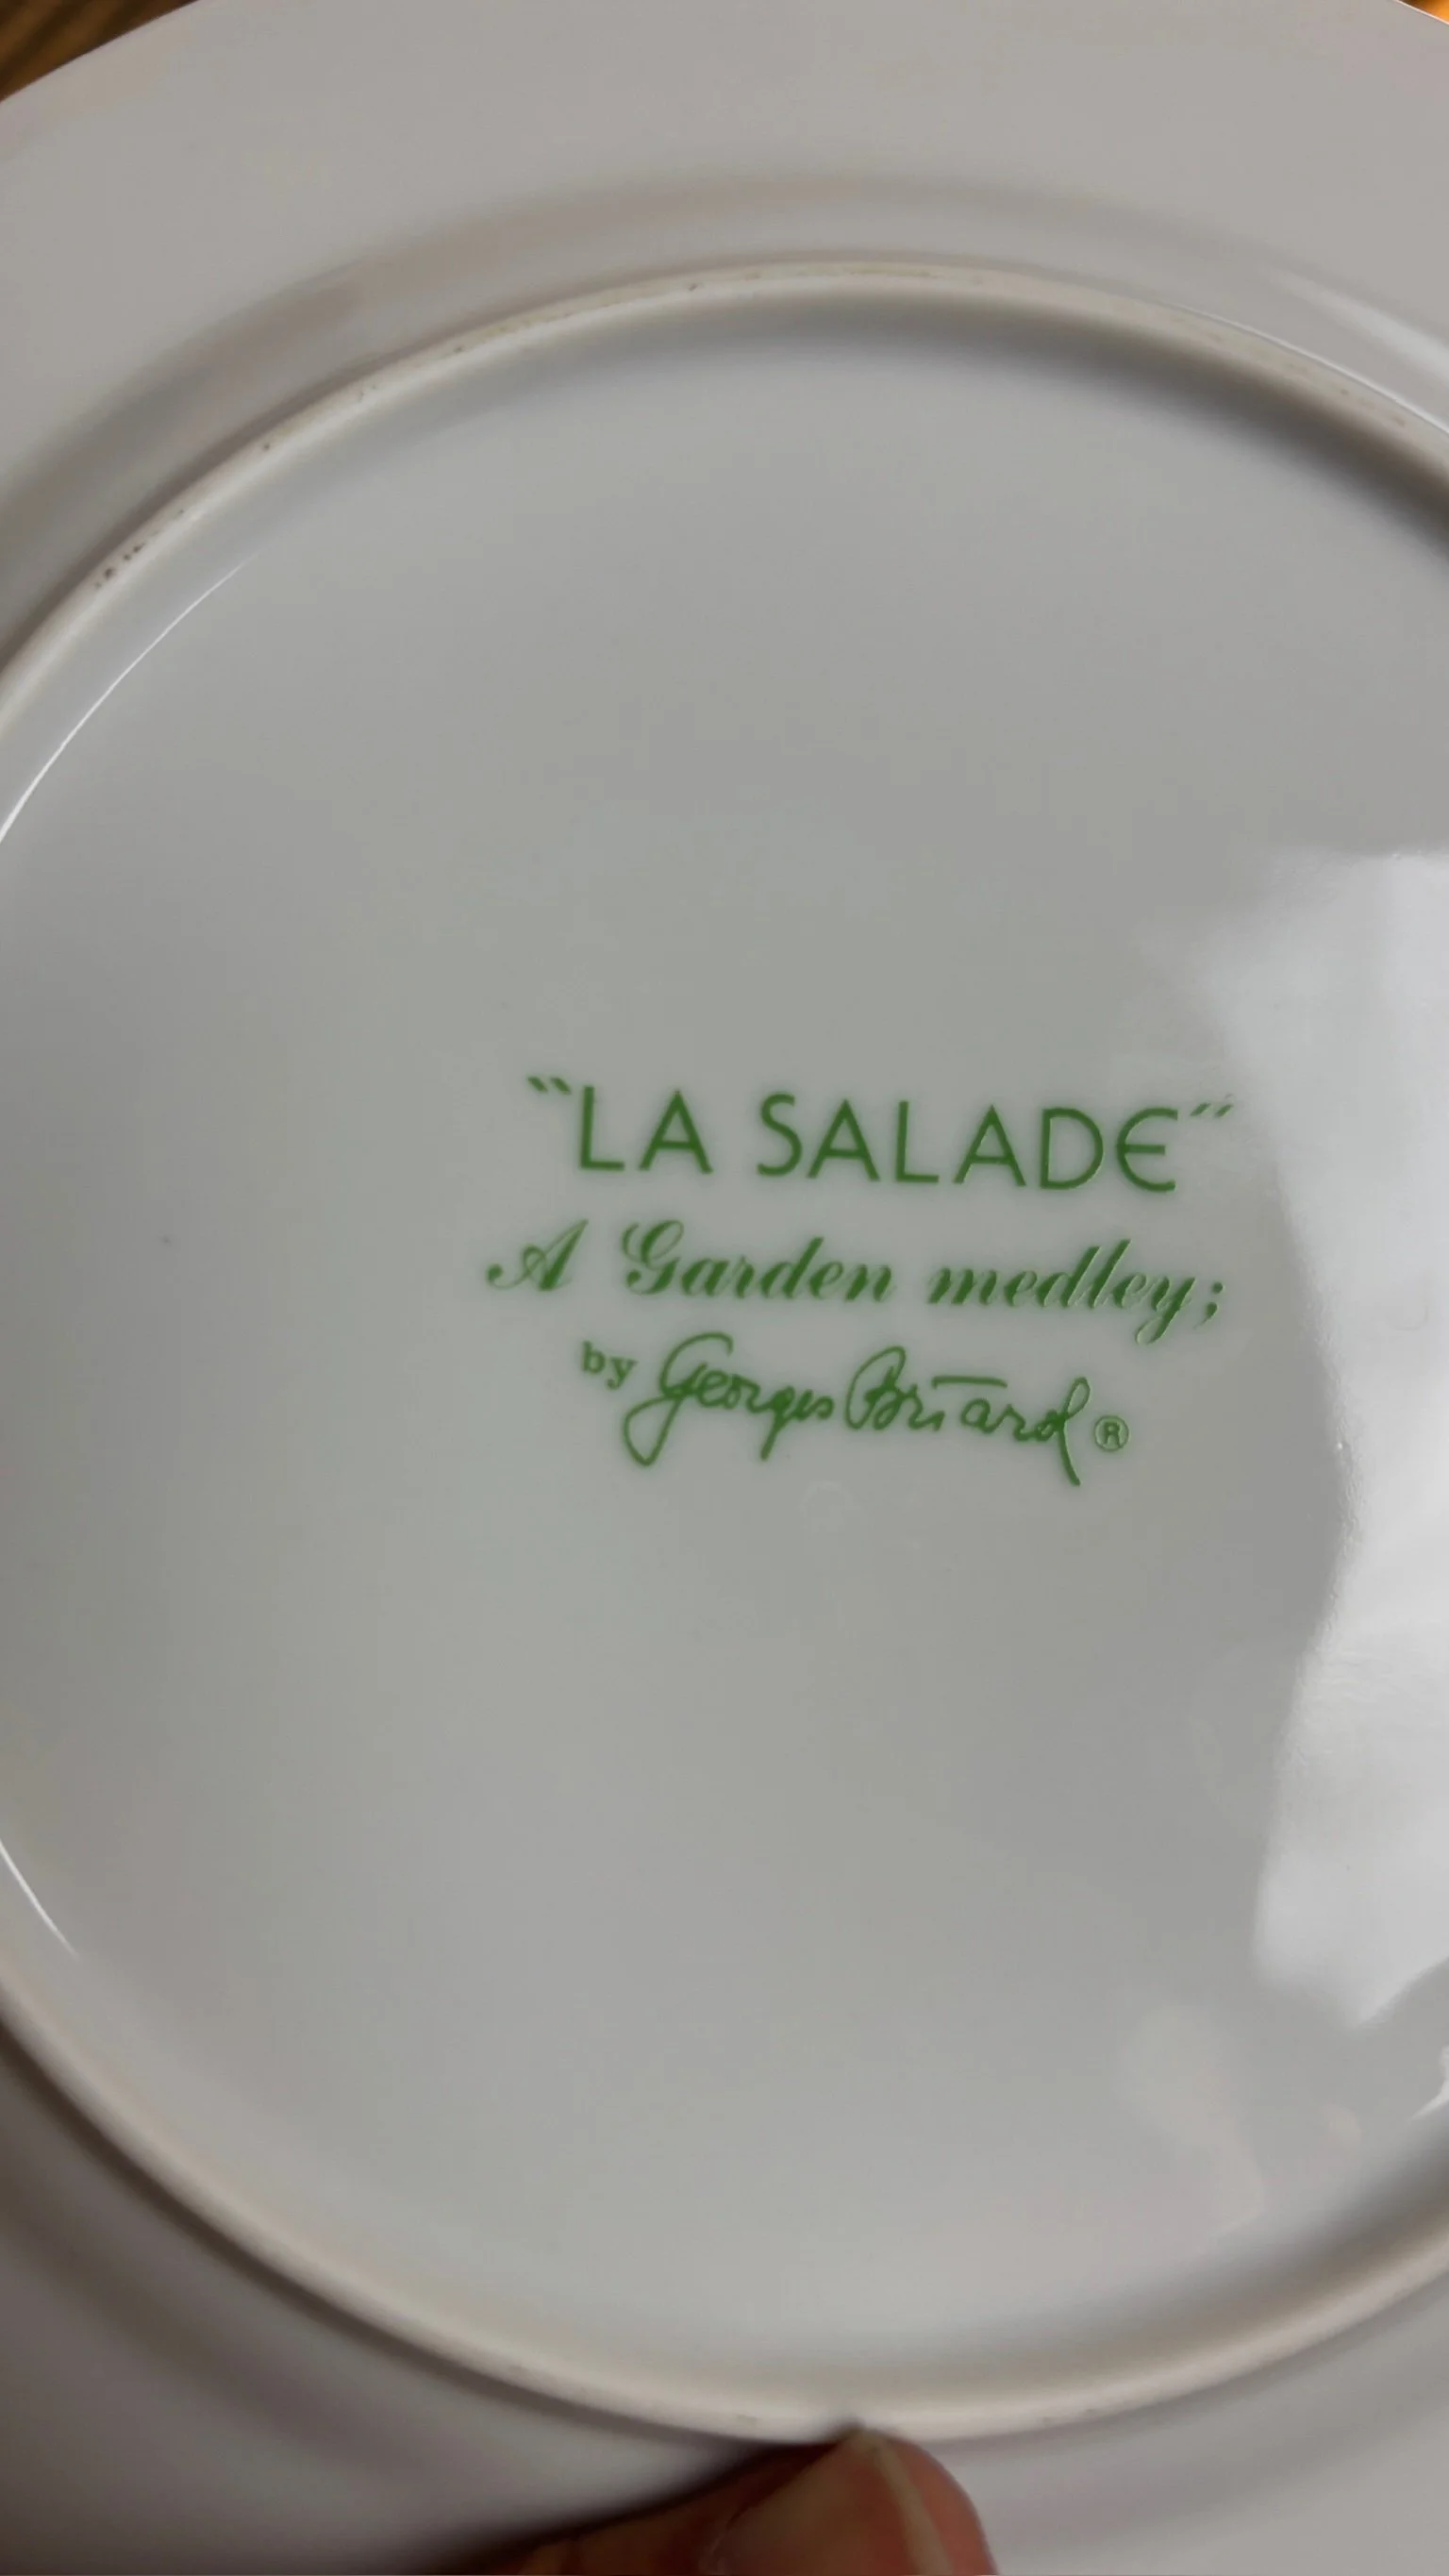 "LA SALADE"
A Garden medley;
by Georges Briard ®